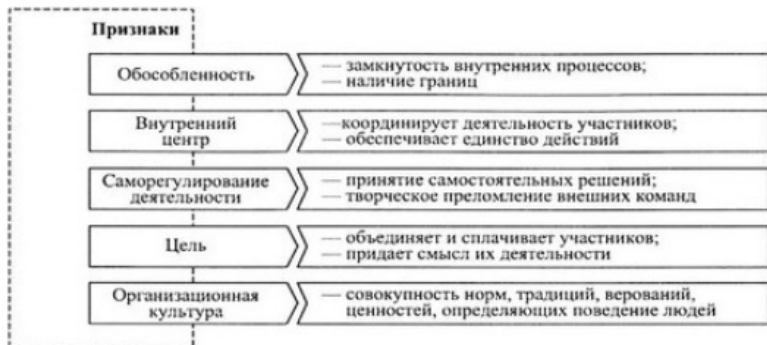 Признаки
Обособленность
— замкнутость внутренних процессов;
— наличие границ
Внутренний
центр
—координирует деятельность участников;
— обеспечивает единство действий
Саморегулирование
деятельности
— принятие самостоятельных решений;
— творческое преломление внешних команд
Цель
— объединяет и сплачивает участников;
— придает смысл их деятельности
Организационная
культура
— совокупность норм, традиций, верований,
ценностей, определяющих поведение людей